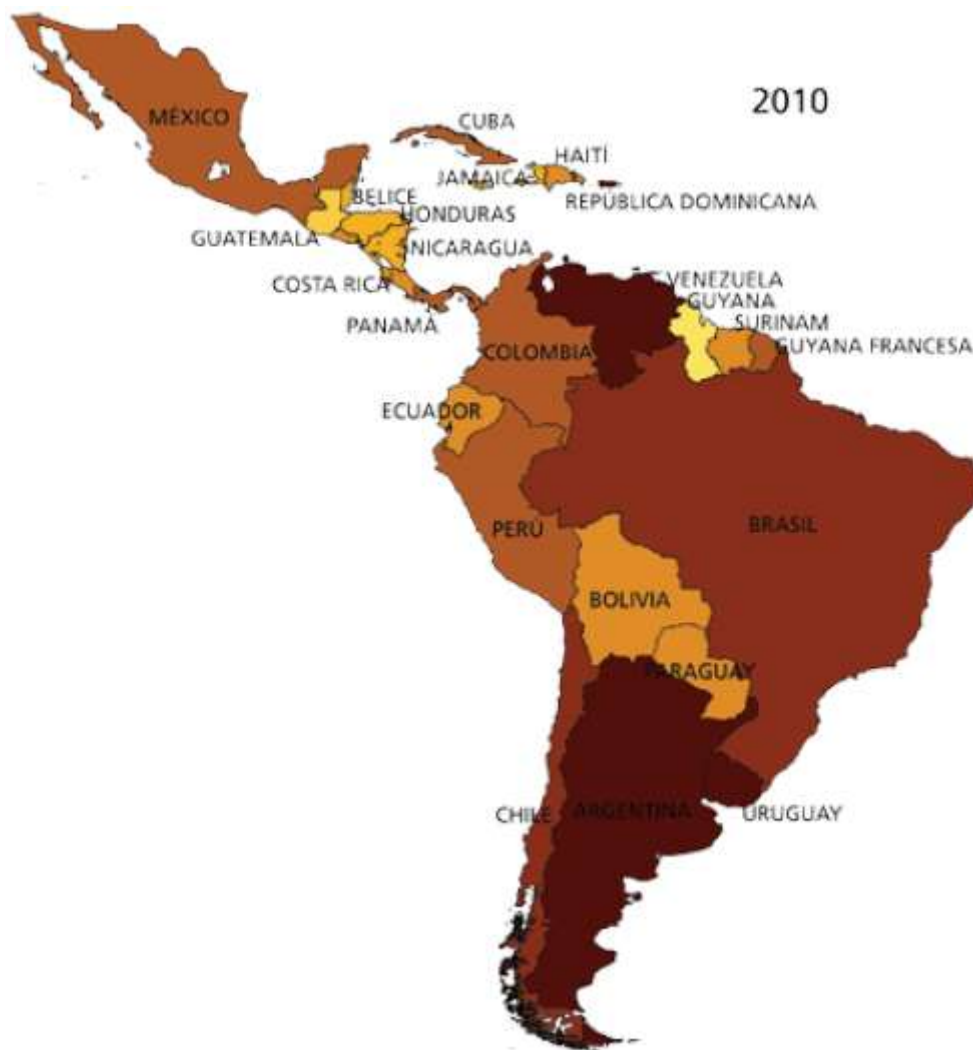 2010
MÉXICO
CUBA
HAITÍ
JAMAICA
REPÚBLICA DOMINICANA
BELICE
HONDURAS
GUATEMALA
NICARAGUA
COSTA RICA
PANAMÁ
VENEZUELA
GUYANA
SURINAM
GUYANA FRANCESA
COLOMBIA
ECUADOR
PERÚ
BRASIL
BOLIVIA
PARAGUAY
CHILE
ARGENTINA
URUGUAY